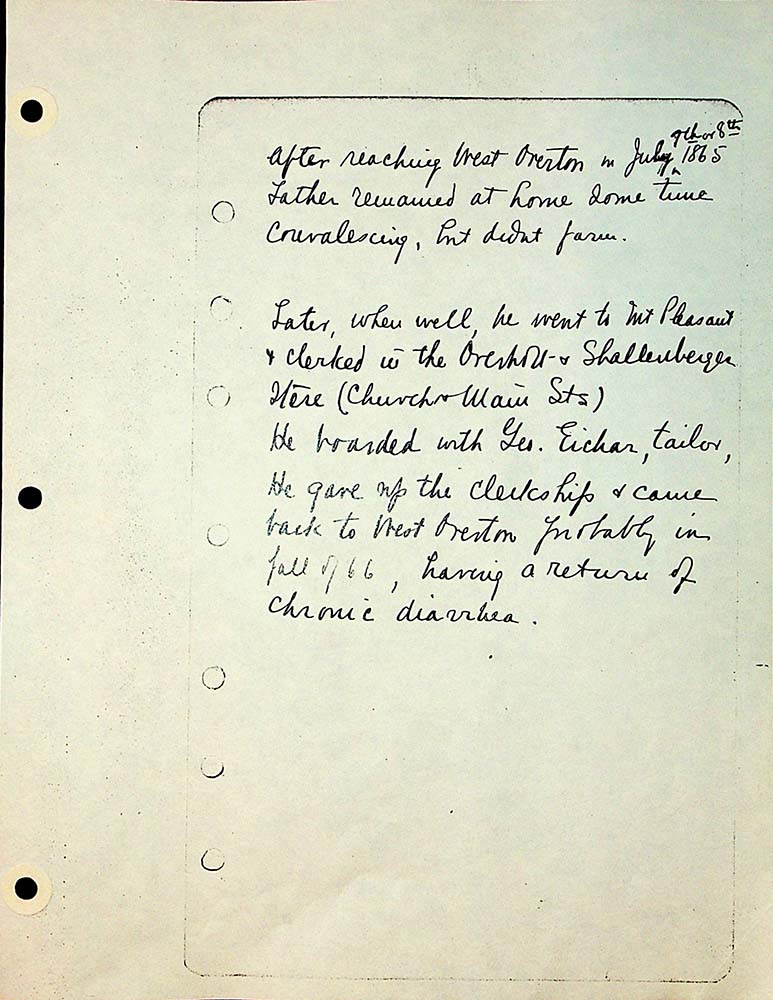 7th or 8th
After reaching West Overton in July 1865
Father remained at home some time
convalescing, but didnt farm.
Later, when well, he went to Mt Pleasant
& clerked in the Overholt & Shallenberger
Store (Church & Main Sts)
He boarded with Geo. Eichar, tailor,
He gave up the clerkship & came
back to West Overton probably in
fall of 66, having a return of
chronic diarrhea.